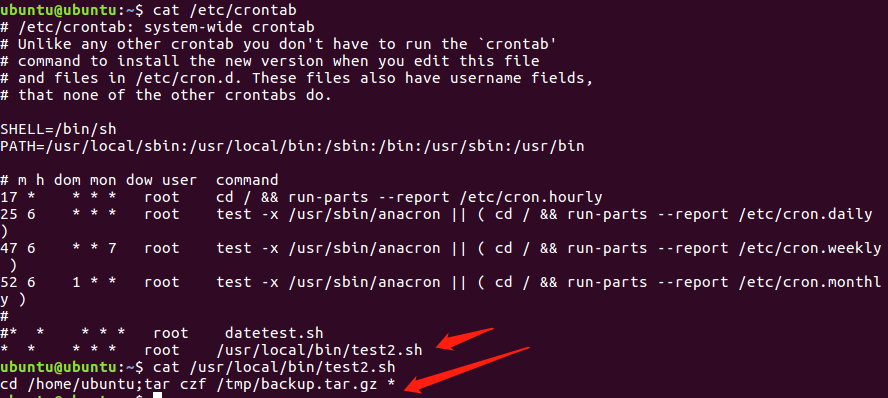 ubuntu@ubuntu:~$ cat /etc/crontab
# /etc/crontab: system-wide crontab
# Unlike any other crontab you don't have to run the `crontab'
# command to install the new version when you edit this file
# and files in /etc/cron.d. These files also have username fields,
# that none of the other crontabs do.

SHELL=/bin/sh
PATH=/usr/local/sbin:/usr/local/bin:/sbin:/bin:/usr/sbin:/usr/bin

# m h dom mon dow user  command
17 *    * * *   root    cd / && run-parts --report /etc/cron.hourly
25 6    * * *   root    test -x /usr/sbin/anacron || ( cd / && run-parts --report /etc/cron.daily
)
47 6    * * 7   root    test -x /usr/sbin/anacron || ( cd / && run-parts --report /etc/cron.weekly
 )
52 6    1 * *   root    test -x /usr/sbin/anacron || ( cd / && run-parts --report /etc/cron.monthl
y )
#
#*  *    * * *   root    datetest.sh
*  *    * * *   root    /usr/local/bin/test2.sh
ubuntu@ubuntu:~$ cat /usr/local/bin/test2.sh
cd /home/ubuntu;tar czf /tmp/backup.tar.gz *